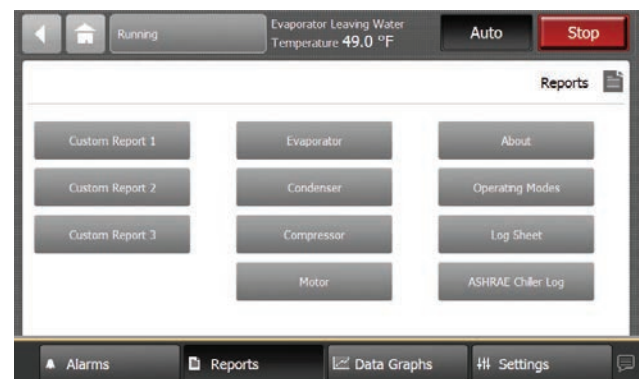 Running
Evaporator Leaving Water
Temperature 49.0 ºF
Auto
Stop
Reports
Custom Report 1
Evaporator
About
Custom Report 2
Condenser
Operating Modes
Custom Report 3
Compressor
Log Sheet
Motor
ASHRAE Chiller Log
Alarms
Reports
Data Graphs
Settings